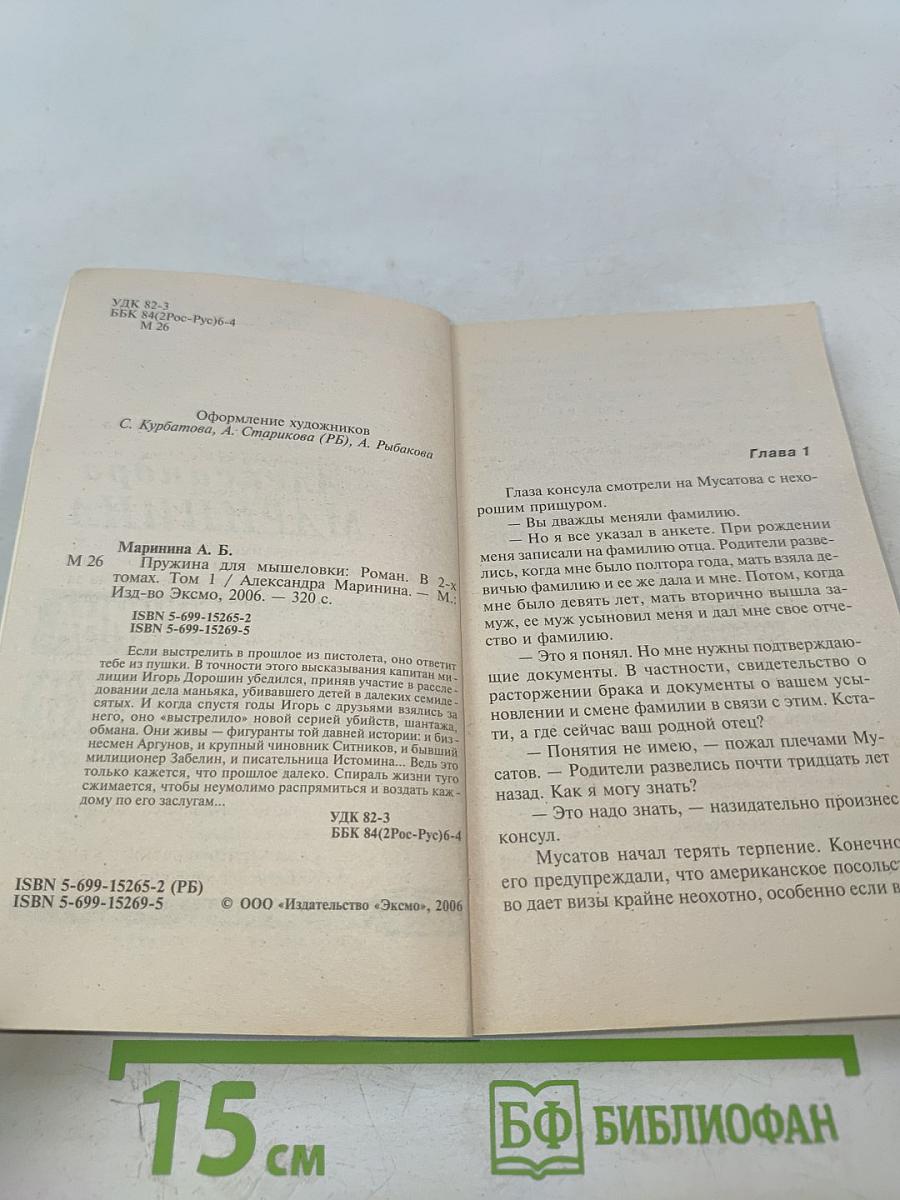 УДК 82-3
ББК 84(2Рос-Рус)6-4
М 26
Оформление художников
С. Курбатова, А. Старикова (РБ), А. Рыбакова
Маринина А. Б.
М 26 Пружина для мышеловки: Роман. В 2-х
томах. Том 1 / Александра Маринина. — М.:
Изд-во Эксмо, 2006. — 320 с.
ISBN 5-699-15265-2
ISBN 5-699-15269-5
Если выстрелить в прошлое из пистолета, оно ответит
тебе из пушки. В точности этого высказывания капитан ми-
лиции Игорь Дорошин убедился, приняв участие в рассле-
довании дела маньяка, убивавшего детей в далеких семиде-
сятых. И когда спустя годы Игорь с друзьями взялись за
него, оно «выстрелило» новой серией убийств, шантажа,
обмана. Они живы — фигуранты той давней истории: и биз-
несмен Аргунов, и крупный чиновник Ситников, и бывший
милиционер Забелин, и писательница Истомина... Ведь это
только кажется, что прошлое далеко. Спираль жизни туго
сжимается, чтобы неумолимо распрямиться и воздать каж-
дому по его заслугам...
УДК 82-3
ББК 84(2Рос-Рус)6-4
ISBN 5-699-15265-2 (РБ)
ISBN 5-699-15269-5
© ООО «Издательство «Эксмо», 2006
Глава 1
Глаза консула смотрели на Мусатова с нехо-
рошим прищуром.
— Вы дважды меняли фамилию.
— Но я все указал в анкете. При рождении
меня записали на фамилию отца. Родители разве-
лись, когда мне было полтора года, мать взяла де-
вичью фамилию и ее же дала и мне. Потом, когда
мне было девять лет, мать вторично вышла за-
муж, ее муж усыновил меня и дал мне свое отче-
ство и фамилию.
— Это я понял. Но мне нужны подтверждаю-
щие документы. В частности, свидетельство о
расторжении брака и документы о вашем усы-
новлении и смене фамилии в связи с этим. Кста-
ти, а где сейчас ваш родной отец?
— Понятия не имею, — пожал плечами Му-
сатов. — Родители развелись почти тридцать лет
назад. Как я могу знать?
— Это надо знать, — назидательно произнес
консул.
Мусатов начал терять терпение. Конечно
его предупреждали, что американское посольст-
во дает визы крайне неохотно, особенно если в
15 см
БФ БИБЛИОФАН